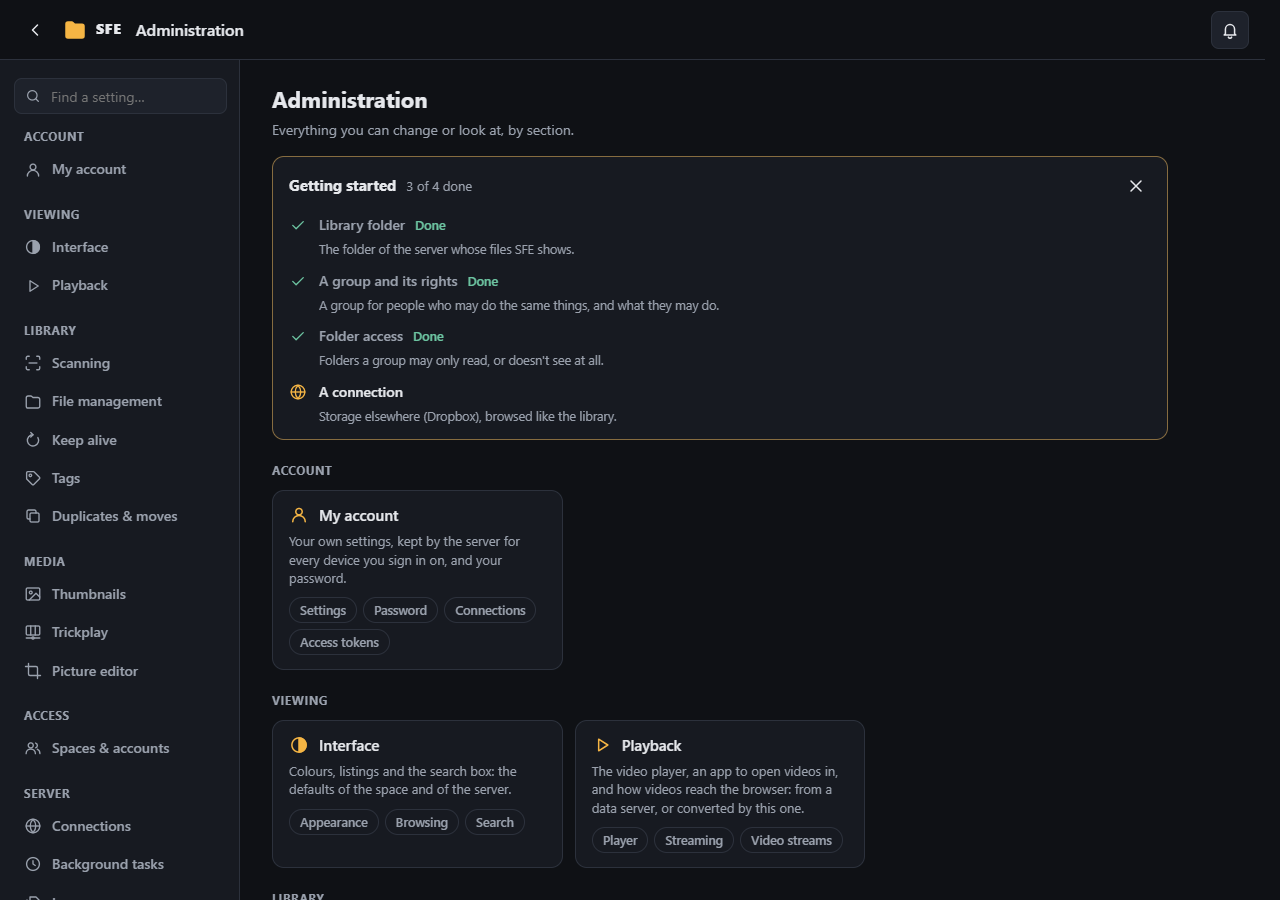 SFE Administration
Find a setting...
ACCOUNT
My account
VIEWING
Interface
Playback
LIBRARY
Scanning
File management
Keep alive
Tags
Duplicates & moves
MEDIA
Thumbnails
Trickplay
Picture editor
ACCESS
Spaces & accounts
SERVER
Connections
Background tasks
Administration
Everything you can change or look at, by section.
Getting started 3 of 4 done
Library folder Done
The folder of the server whose files SFE shows.
A group and its rights Done
A group for people who may do the same things, and what they may do.
Folder access Done
Folders a group may only read, or doesn't see at all.
A connection
Storage elsewhere (Dropbox), browsed like the library.
ACCOUNT
My account
Your own settings, kept by the server for
every device you sign in on, and your
password.
Settings Password Connections
Access tokens
VIEWING
Interface
Colours, listings and the search box: the
defaults of the space and of the server.
Appearance Browsing Search
Playback
The video player, an app to open videos in,
and how videos reach the browser: from a
data server, or converted by this one.
Player Streaming Video streams
LIBRARY